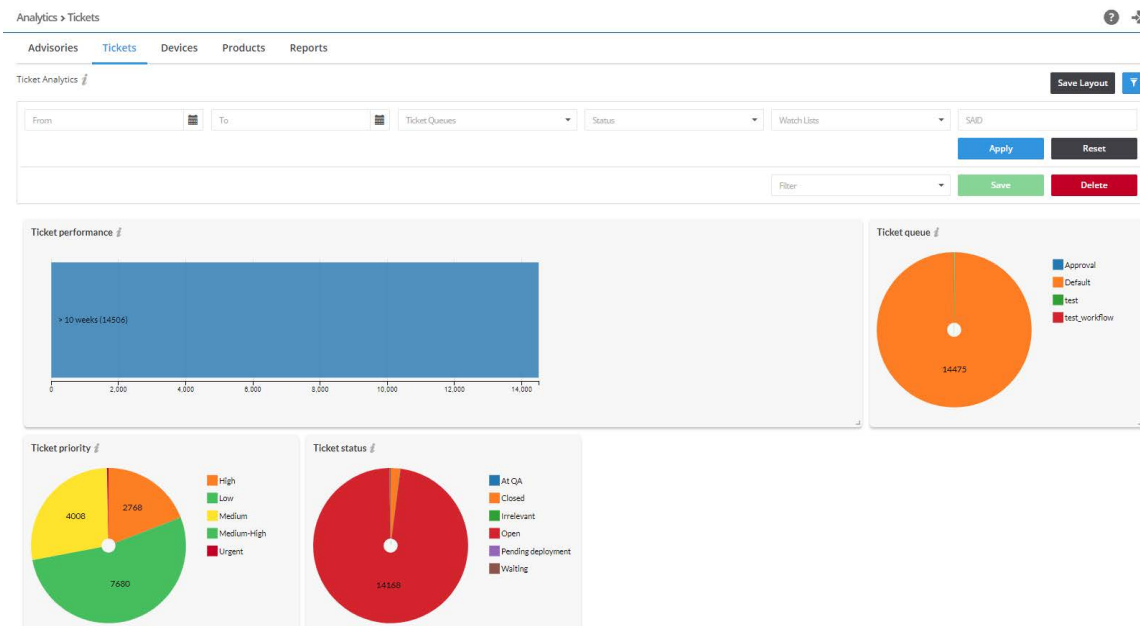 Analytics > Tickets
Advisories Tickets Devices Products Reports
Ticket Analytics
Save Layout
From To Ticket Queues Status Watch Lists SAID
Apply Reset
Filter Save Delete
Ticket performance
> 10 weeks (14506)
0 2,000 4,000 6,000 8,000 10,000 12,000 14,000
Ticket queue
Approval
Default
test
test_workflow
14475
Ticket priority
High
Low
Medium
Medium-High
Urgent
4008
2768
7680
Ticket status
At QA
Closed
Irrelevant
Open
Pending deployment
Waiting
14168